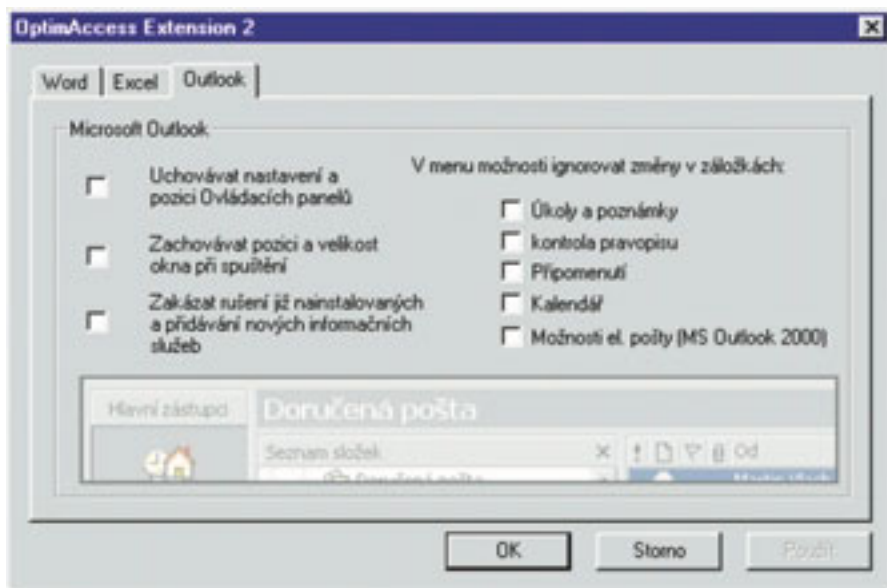 OptimAccess Extension 2
Word
Excel
Outlook
Microsoft Outlook
Uchovávat nastavení a
pozici Ovládacích panelů
Zachovávat pozici a velikost
okna při spuštění
Zakázat rušení již nainstalovaných
a přidávání nových informačních
služeb
V menu možnosti ignorovat změny v záložkách:
Úkoly a poznámky
kontrola pravopisu
Připomenutí
Kalendář
Možnosti el. pošty (MS Outlook 2000)
Hlavní zástupci
Doručená pošta
Seznam složek
Od
Doručená pošta
OK
Storno
Použít